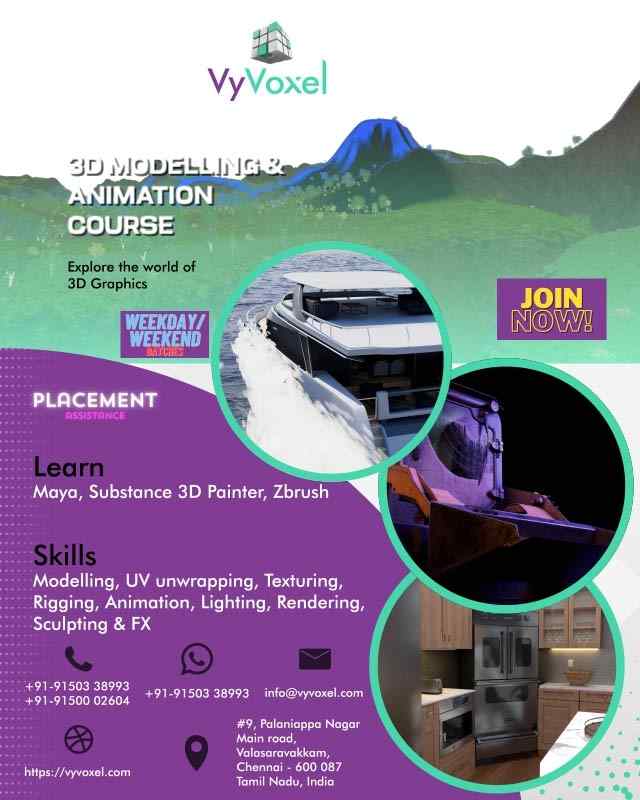 VyVoxel
3D MODELLING &
ANIMATION
COURSE
Explore the world of
3D Graphics
WEEKDAY/
WEEKEND
BATCHES
JOIN
NOW!
PLACEMENT
ASSISTANCE
Learn
Maya, Substance 3D Painter, Zbrush
Skills
Modelling, UV unwrapping, Texturing,
Rigging, Animation, Lighting, Rendering,
Sculpting & FX
+91-91503 38993
+91-91500 02604
+91-91503 38993
info@vyvoxel.com
https://vyvoxel.com
#9, Palaniappa Nagar
Main road,
Valasaravakkam,
Chennai - 600 087
Tamil Nadu, India